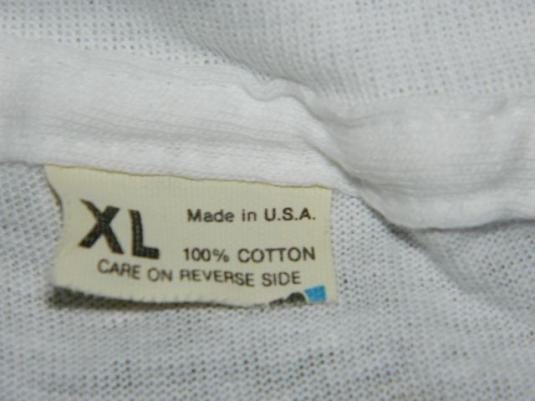 XL
Made in U.S.A.
100% COTTON
CARE ON REVERSE SIDE